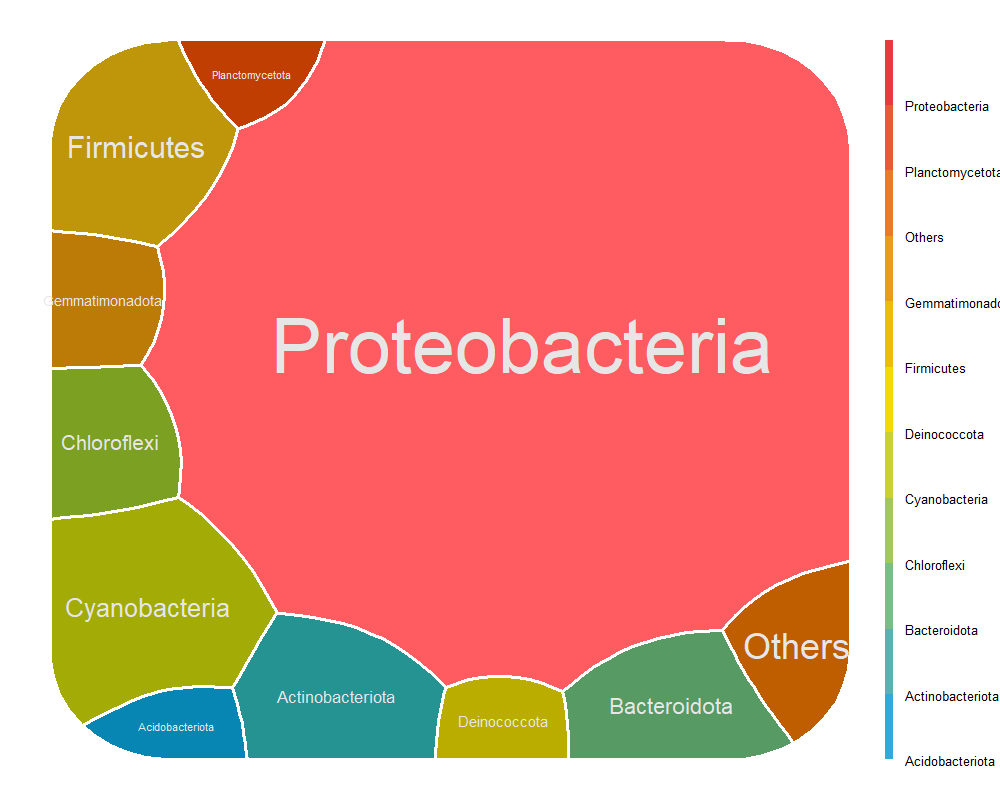 Planctomycetota
Firmicutes
Gemmatimonadota
Proteobacteria
Chloroflexi
Cyanobacteria
Others
Actinobacteriota
Bacteroidota
Deinococcota
Acidobacteriota
Proteobacteria
Planctomycetota
Others
Gemmatimonado
Firmicutes
Deinococcota
Cyanobacteria
Chloroflexi
Bacteroidota
Actinobacteriota
Acidobacteriota